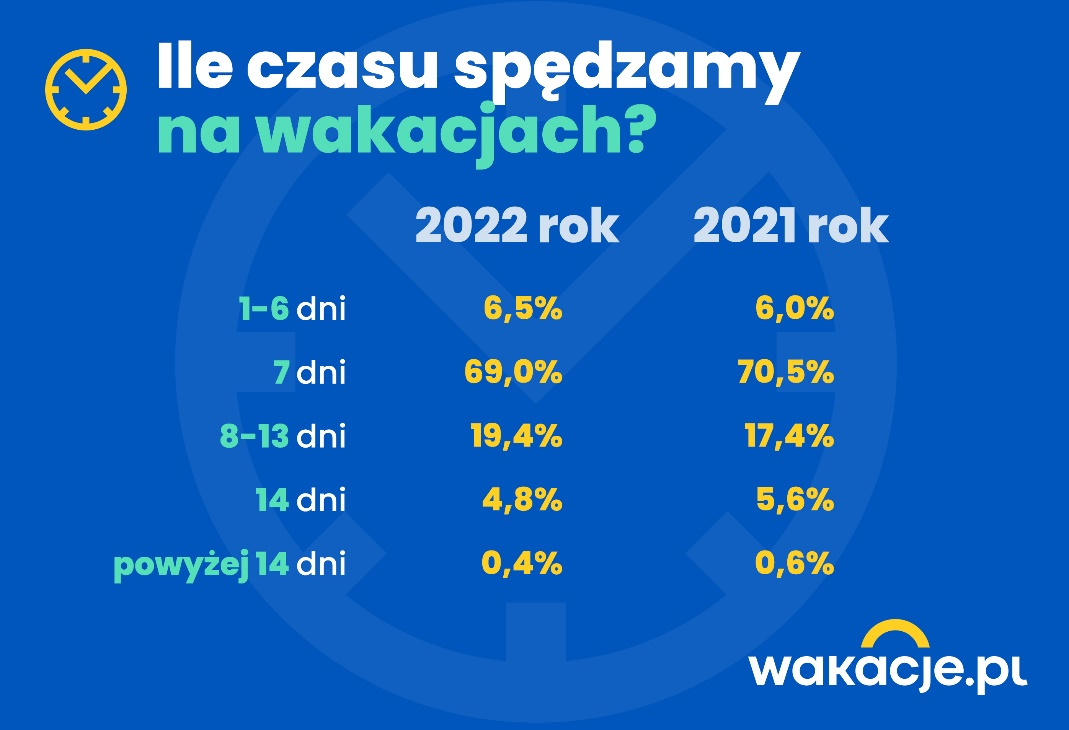 Ile czasu spędzamy
na wakacjach?
2022 rok 2021 rok
1-6 dni 6,5% 6,0%
7 dni 69,0% 70,5%
8-13 dni 19,4% 17,4%
14 dni 4,8% 5,6%
powyżej 14 dni 0,4% 0,6%
wakacje.pl